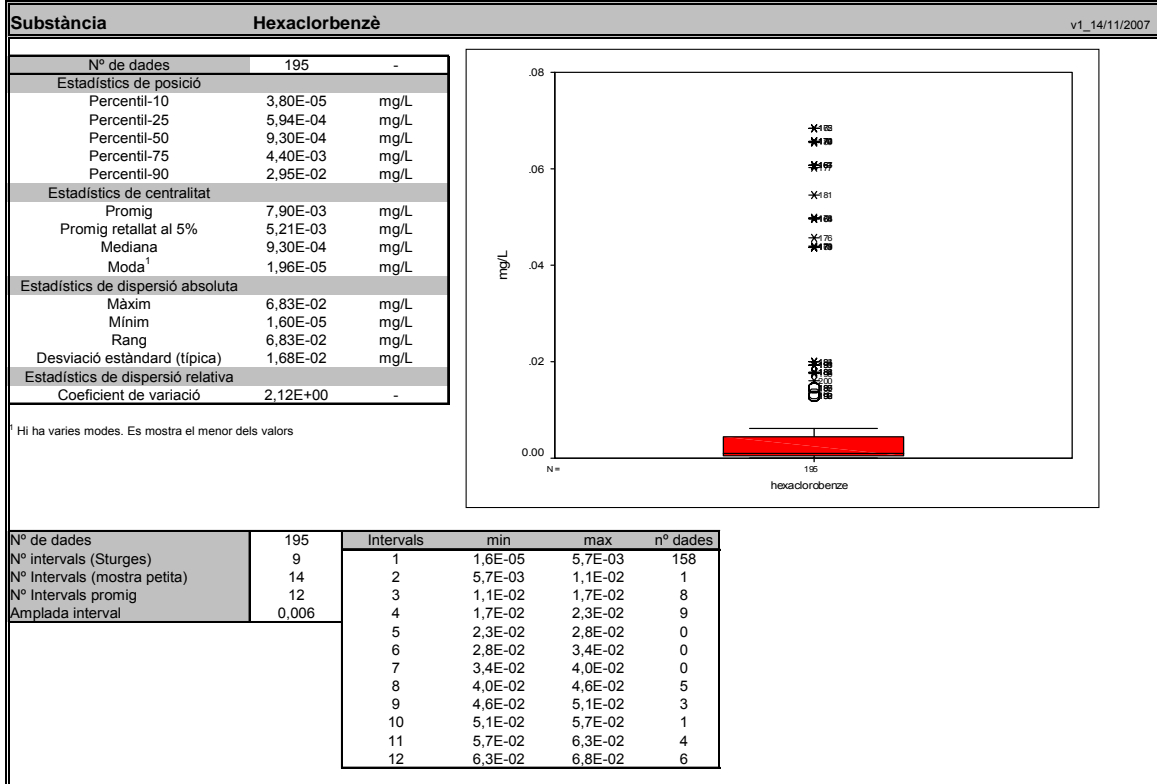 Substància Hexaclorbenzè v1_14/11/2007
Nº de dades 195 -
Estadístics de posició
Percentil-10 3,80E-05 mg/L
Percentil-25 5,94E-04 mg/L
Percentil-50 9,30E-04 mg/L
Percentil-75 4,40E-03 mg/L
Percentil-90 2,95E-02 mg/L
Estadístics de centralitat
Promig 7,90E-03 mg/L
Promig retallat al 5% 5,21E-03 mg/L
Mediana 9,30E-04 mg/L
Moda1 1,96E-05 mg/L
Estadístics de dispersió absoluta
Màxim 6,83E-02 mg/L
Mínim 1,60E-05 mg/L
Rang 6,83E-02 mg/L
Desviació estàndard (típica) 1,68E-02 mg/L
Estadístics de dispersió relativa
Coeficient de variació 2,12E+00 -
1 Hi ha varies modes. Es mostra el menor dels valors
.08
.06
.04
.02
0.00
mg/L
181
176
200
N = 195
hexaclorobenze
Nº de dades 195
Nº intervals (Sturges) 9
Nº Intervals (mostra petita) 14
Nº Intervals promig 12
Amplada interval 0,006
Intervals min max nº dades
1 1,6E-05 5,7E-03 158
2 5,7E-03 1,1E-02 1
3 1,1E-02 1,7E-02 8
4 1,7E-02 2,3E-02 9
5 2,3E-02 2,8E-02 0
6 2,8E-02 3,4E-02 0
7 3,4E-02 4,0E-02 0
8 4,0E-02 4,6E-02 5
9 4,6E-02 5,1E-02 3
10 5,1E-02 5,7E-02 1
11 5,7E-02 6,3E-02 4
12 6,3E-02 6,8E-02 6